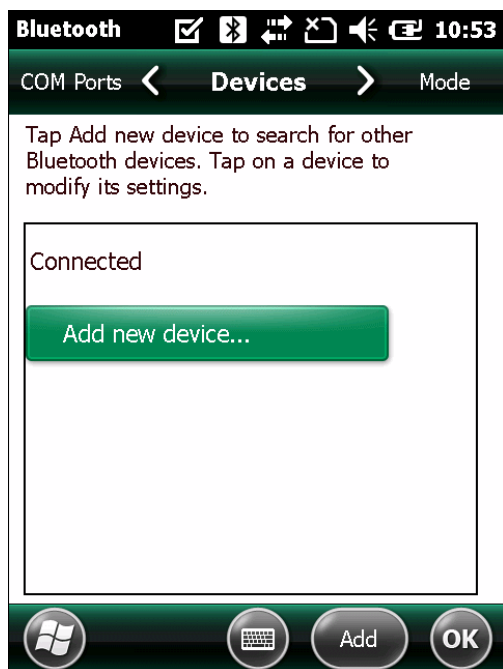 Bluetooth 10:53
COM Ports Devices Mode
Tap Add new device to search for other
Bluetooth devices. Tap on a device to
modify its settings.
Connected
Add new device...
Add OK